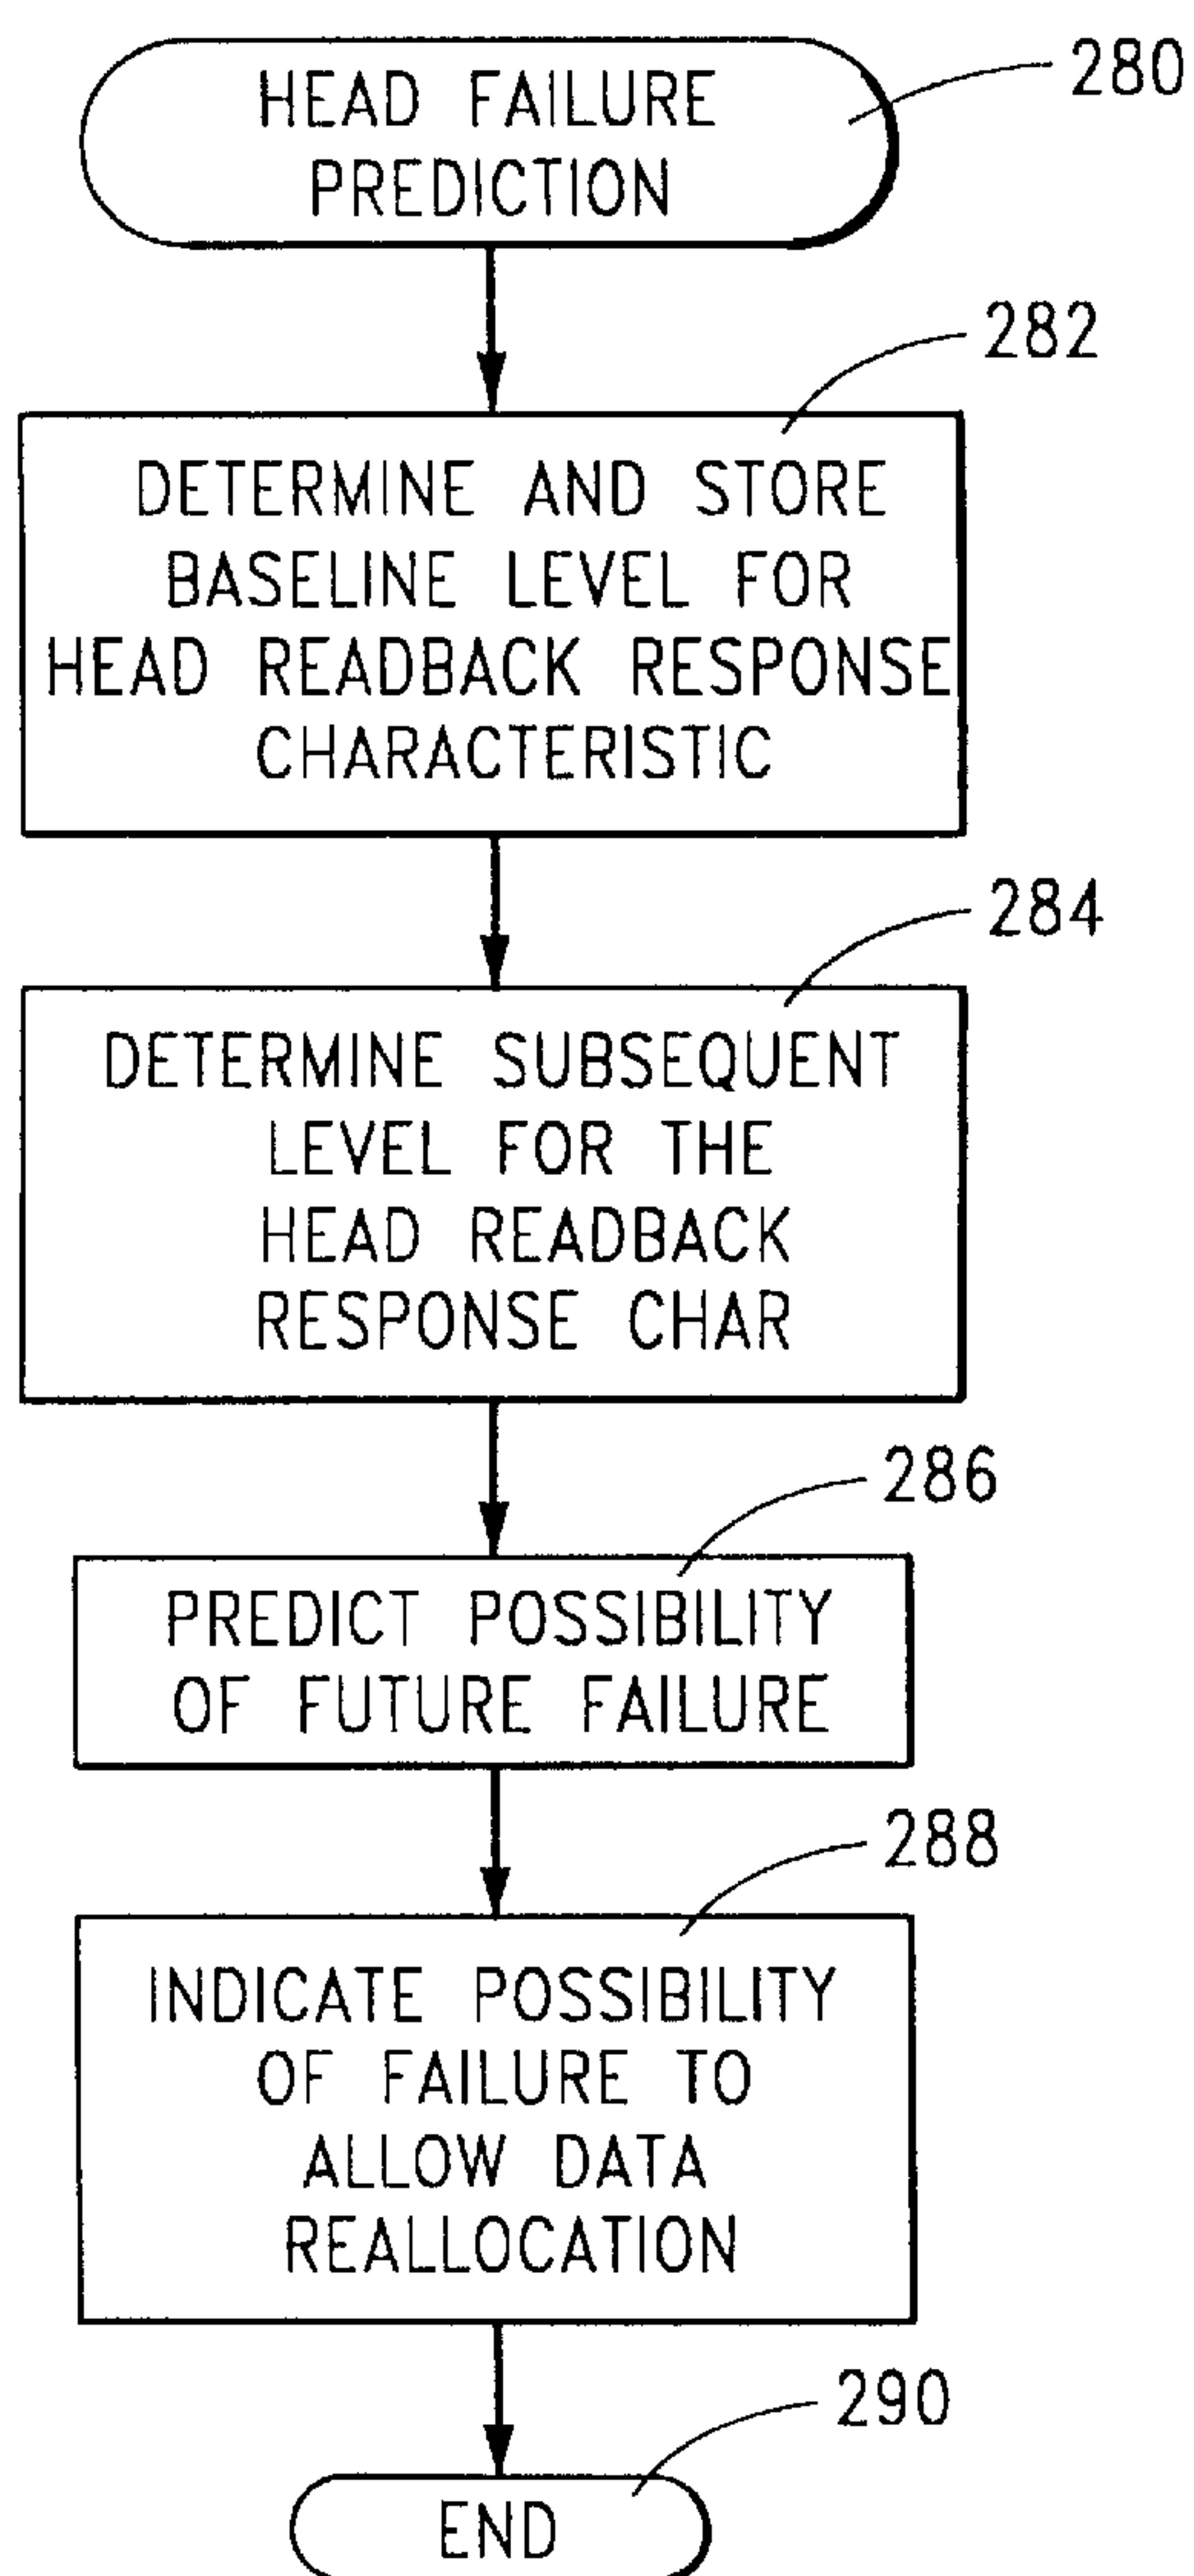 HEAD FAILURE
PREDICTION
280
282
DETERMINE AND STORE
BASELINE LEVEL FOR
HEAD READBACK RESPONSE
CHARACTERISTIC
284
DETERMINE SUBSEQUENT
LEVEL FOR THE
HEAD READBACK
RESPONSE CHAR
286
PREDICT POSSIBILITY
OF FUTURE FAILURE
288
INDICATE POSSIBILITY
OF FAILURE TO
ALLOW DATA
REALLOCATION
290
END